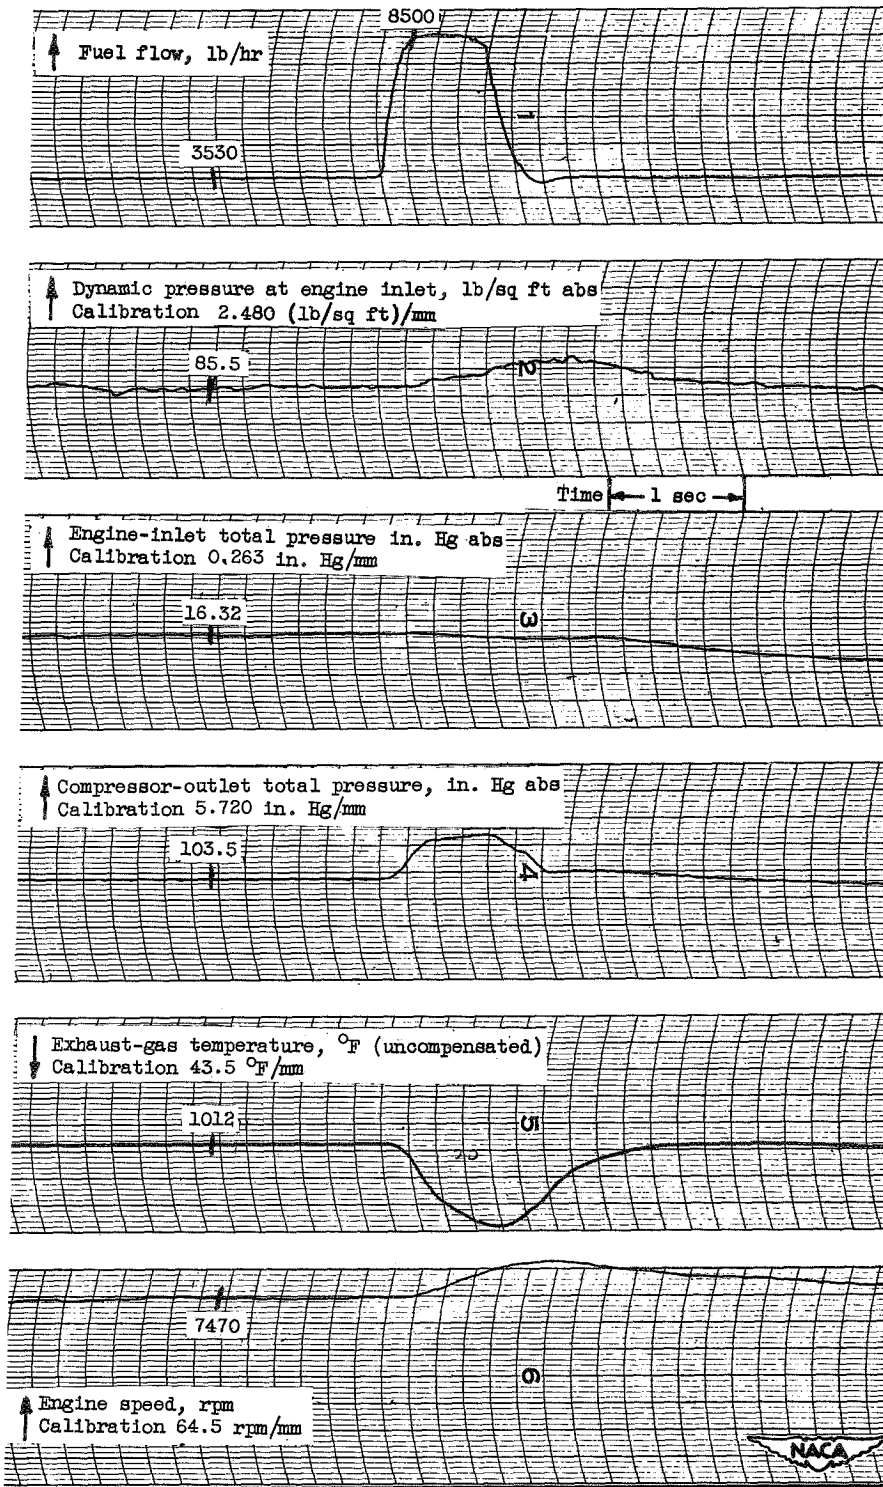 8500
Fuel flow, lb/hr
1
3530
Dynamic pressure at engine inlet, lb/sq ft abs
Calibration 2.480 (lb/sq ft)/mm
85.5
2
Time 1 sec
Engine-inlet total pressure in. Hg abs
Calibration 0.263 in. Hg/mm
16.32
3
Compressor-outlet total pressure, in. Hg abs
Calibration 5.720 in. Hg/mm
103.5
4
Exhaust-gas temperature, °F (uncompensated)
Calibration 43.5 °F/mm
1012
5
7470
6
Engine speed, rpm
Calibration 64.5 rpm/mm
NACA